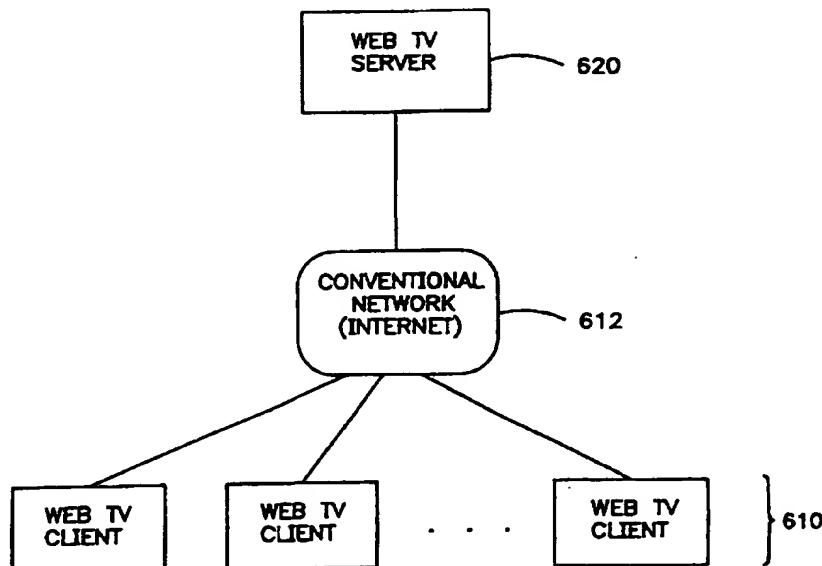 WEB TV
SERVER
620
CONVENTIONAL
NETWORK
(INTERNET)
612
WEB TV
CLIENT
WEB TV
CLIENT
. . .
WEB TV
CLIENT
610